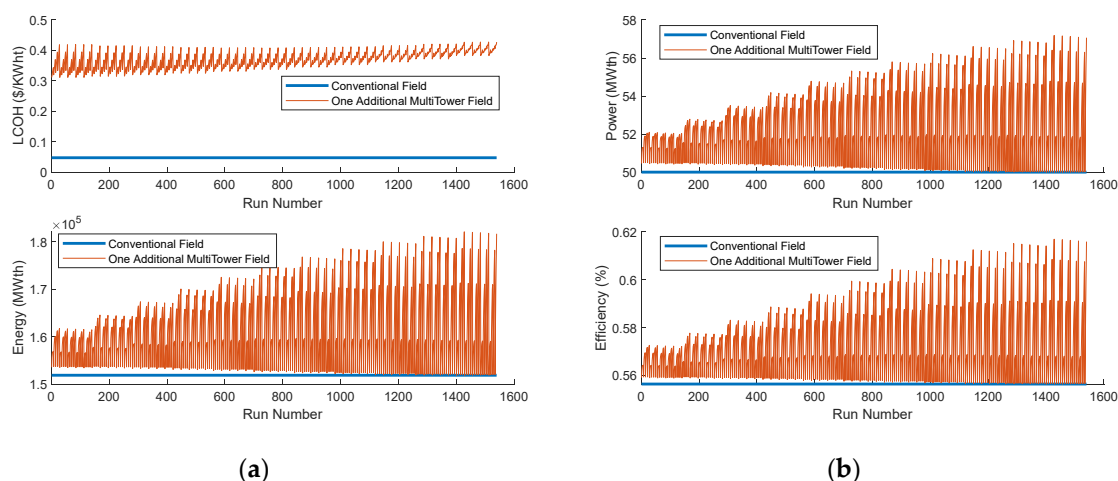 0.5
0.4
0.3
0.2
0.1
0
LCOH ($/KWht)
Conventional Field
One Additional MultiTower Field
0 200 400 600 800 1000 1200 1400 1600
Run Number
×10⁵
1.8
1.7
1.6
1.5
Energy (MWth)
Conventional Field
One Additional MultiTower Field
0 200 400 600 800 1000 1200 1400 1600
Run Number
(a)
58
56
54
52
50
Power (MWth)
Conventional Field
One Additional MultiTower Field
0 200 400 600 800 1000 1200 1400 1600
Run Number
0.62
0.6
0.58
0.56
Efficiency (%)
Conventional Field
One Additional MultiTower Field
0 200 400 600 800 1000 1200 1400 1600
Run Number
(b)